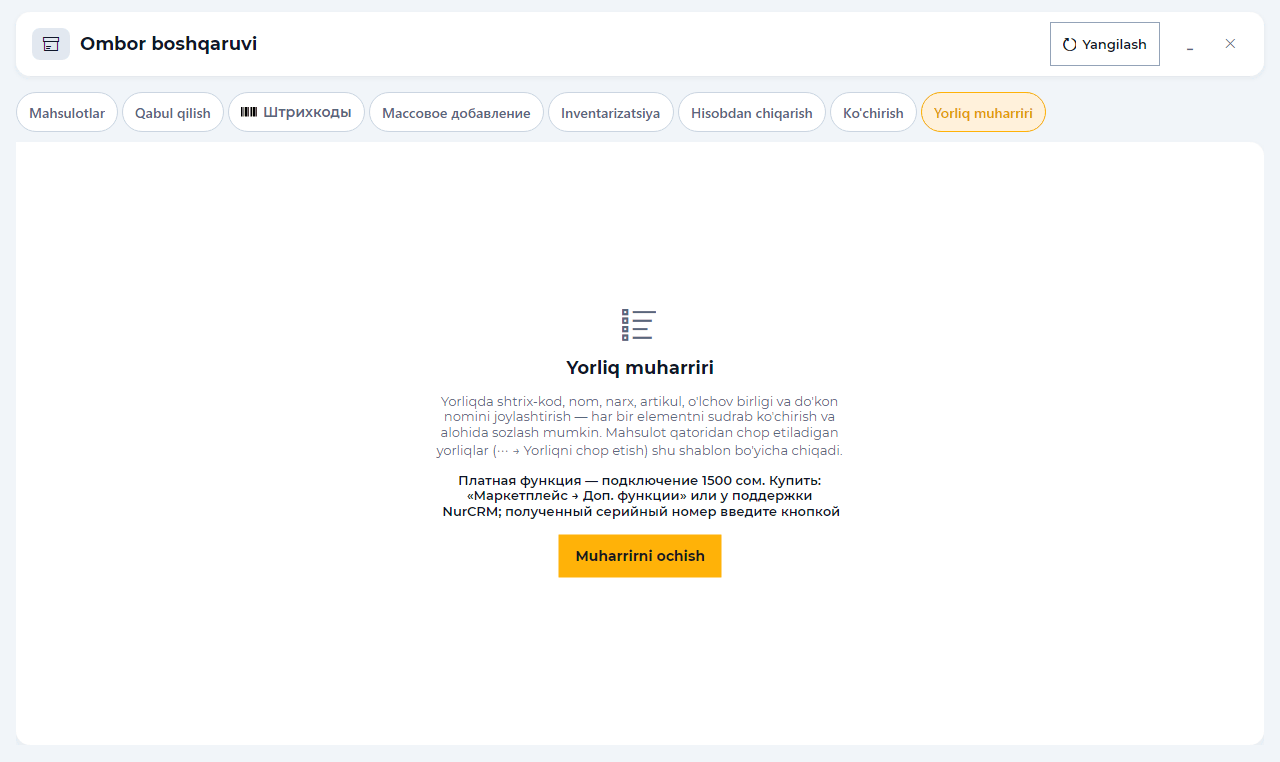 Ombor boshqaruvi
Yangilash
Mahsulotlar
Qabul qilish
Штрихкоды
Массовое добавление
Inventarizatsiya
Hisobdan chiqarish
Ko'chirish
Yorliq muharriri
Yorliq muharriri
Yorliqda shtrix-kod, nom, narx, artikul, o'lchov birligi va do'kon
nomini joylashtirish — har bir elementni sudrab ko'chirish va
alohida sozlash mumkin. Mahsulot qatoridan chop etiladigan
yorliqlar (··· → Yorliqni chop etish) shu shablon bo'yicha chiqadi.
Платная функция — подключение 1500 сом. Купить:
«Маркетплейс → Доп. функции» или у поддержки
NurCRM; полученный серийный номер введите кнопкой
Muharrirni ochish